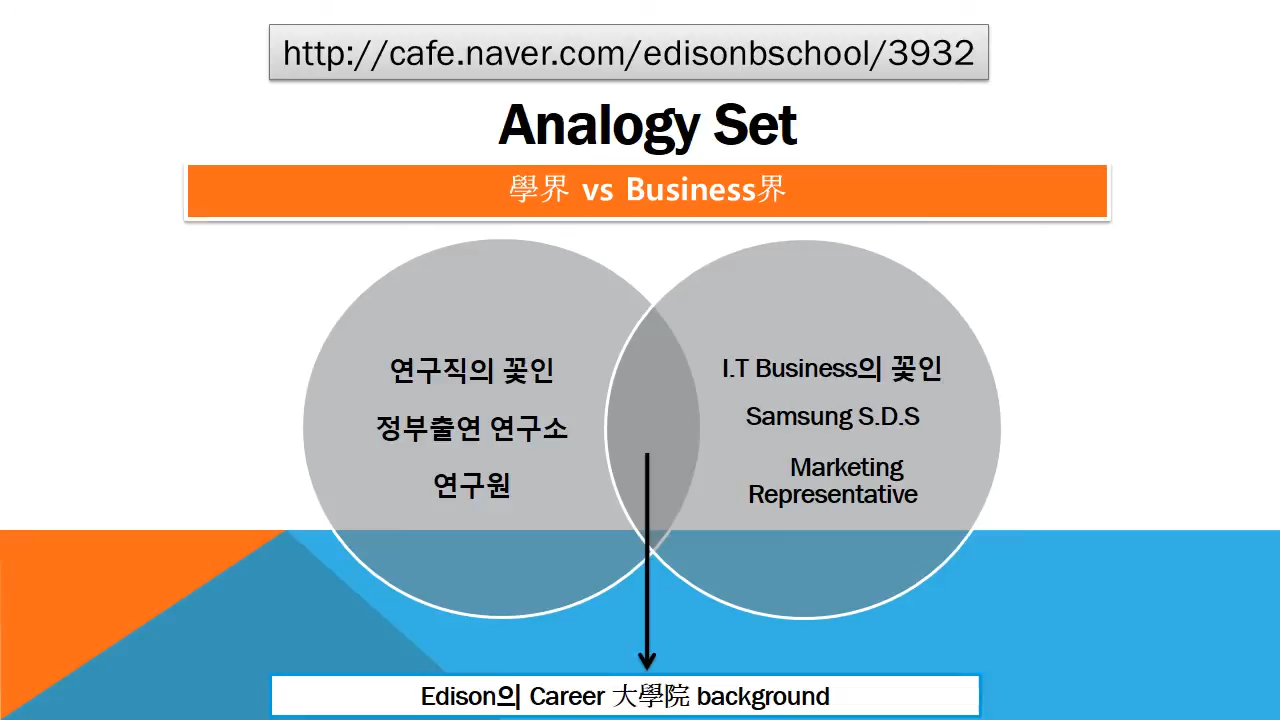 http://cafe.naver.com/edisonbschool/3932
Analogy Set
學界 vs Business界
연구직의 꽃인
정부출연 연구소
연구원
I.T Business의 꽃인
Samsung S.D.S
Marketing
Representative
Edison의 Career 大學院 background